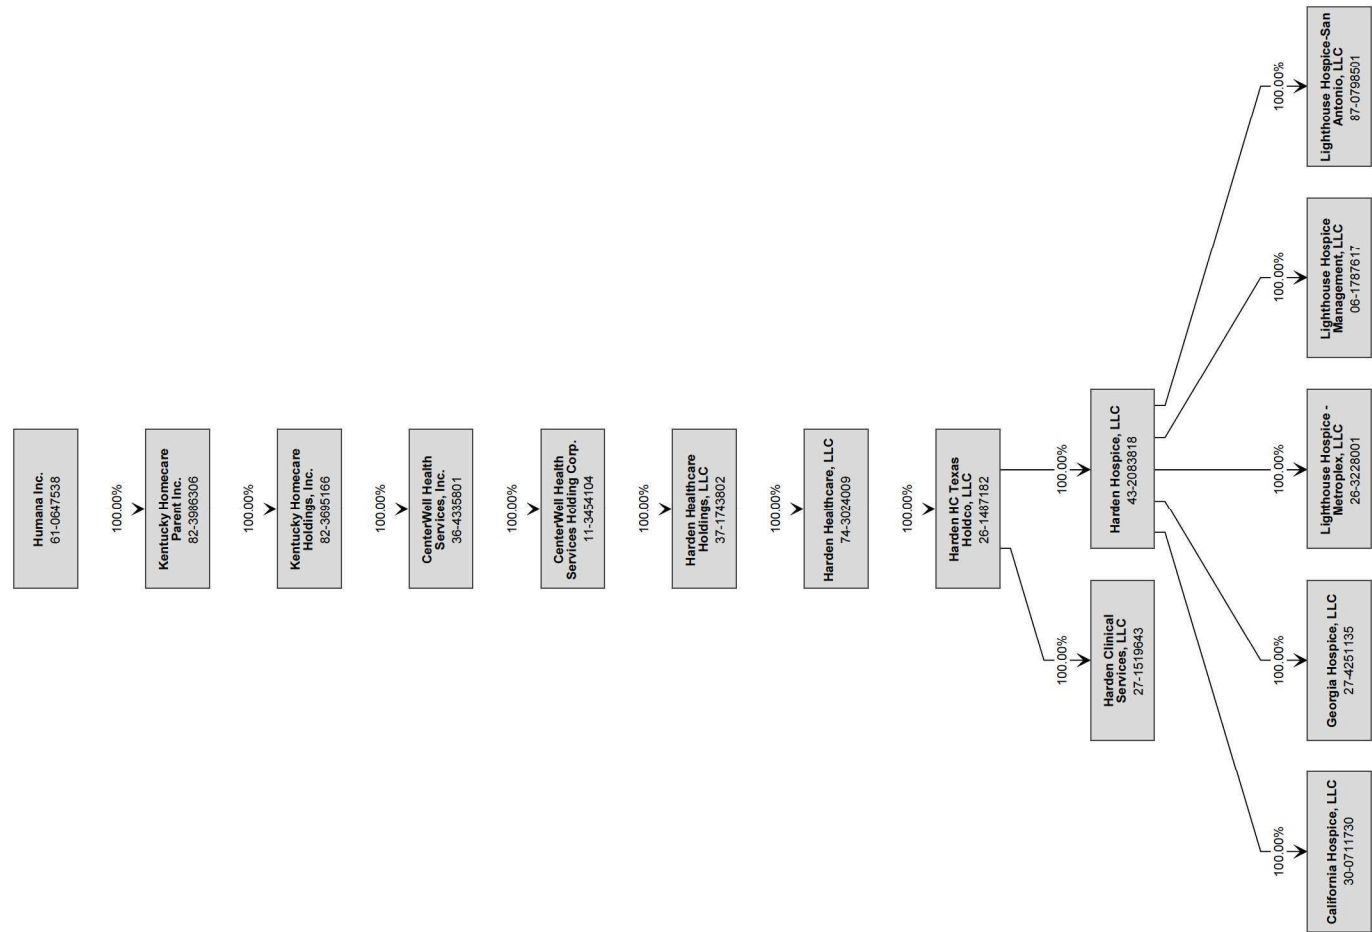 Humana Inc.
61-0647538
100.00%
Kentucky Homecare
Parent Inc.
82-3986306
100.00%
Kentucky Homecare
Holdings, Inc.
82-3695166
100.00%
CenterWell Health
Services, Inc.
36-4335801
100.00%
CenterWell Health
Services Holding Corp.
11-3454104
100.00%
Harden Healthcare
Holdings, LLC
37-1743802
100.00%
Harden Healthcare, LLC
74-3024009
100.00%
Harden HC Texas
Holdco, LLC
26-1487182
100.00%
100.00%
Harden Clinical
Services, LLC
27-1519643
Harden Hospice, LLC
43-2083818
100.00%
100.00%
100.00%
100.00%
100.00%
California Hospice, LLC
30-0711730
Georgia Hospice, LLC
27-4251135
Lighthouse Hospice -
Metroplex, LLC
26-3228001
Lighthouse Hospice
Management, LLC
06-1787617
Lighthouse Hospice-San
Antonio, LLC
87-0798501